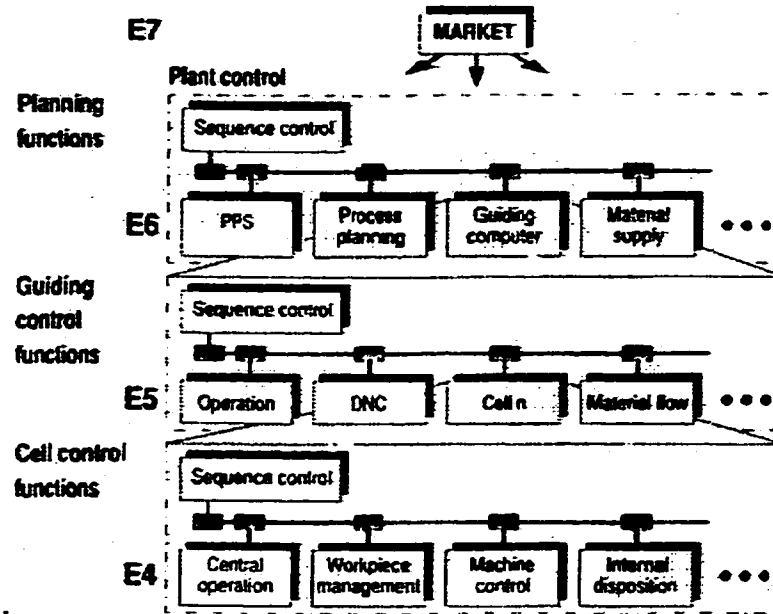 E7
MARKET
Plant control
Planning
functions
Sequence control
E6
PPS
Process
planning
Guiding
computer
Material
supply
Guiding
control
functions
Sequence control
E5
Operation
DNC
Cell n
Material flow
Cell control
functions
Sequence control
E4
Central
operation
Workpiece
management
Machine
control
Internal
disposition